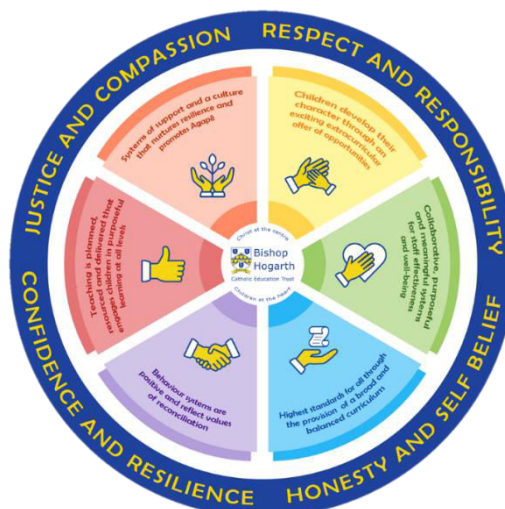 JUSTICE AND COMPASSION
RESPECT AND RESPONSIBILITY
HONESTY AND SELF BELIEF
CONFIDENCE AND RESILIENCE
Systems of support and a culture
that nurtures resilience and
promotes Agapē
Children develop their
character through an
exciting extracurricular
offer of opportunities
Collaborative, purposeful
and meaningful systems
for staff effectiveness
and well-being
Highest standards for all through
the provision of a broad and
balanced curriculum
Behaviour systems are
positive and reflect values
of reconciliation
Teaching is planned,
resourced and delivered that
engages children in purposeful
learning at all levels
Christ at the centre
Bishop
Hogarth
Catholic Education Trust
Children at the heart